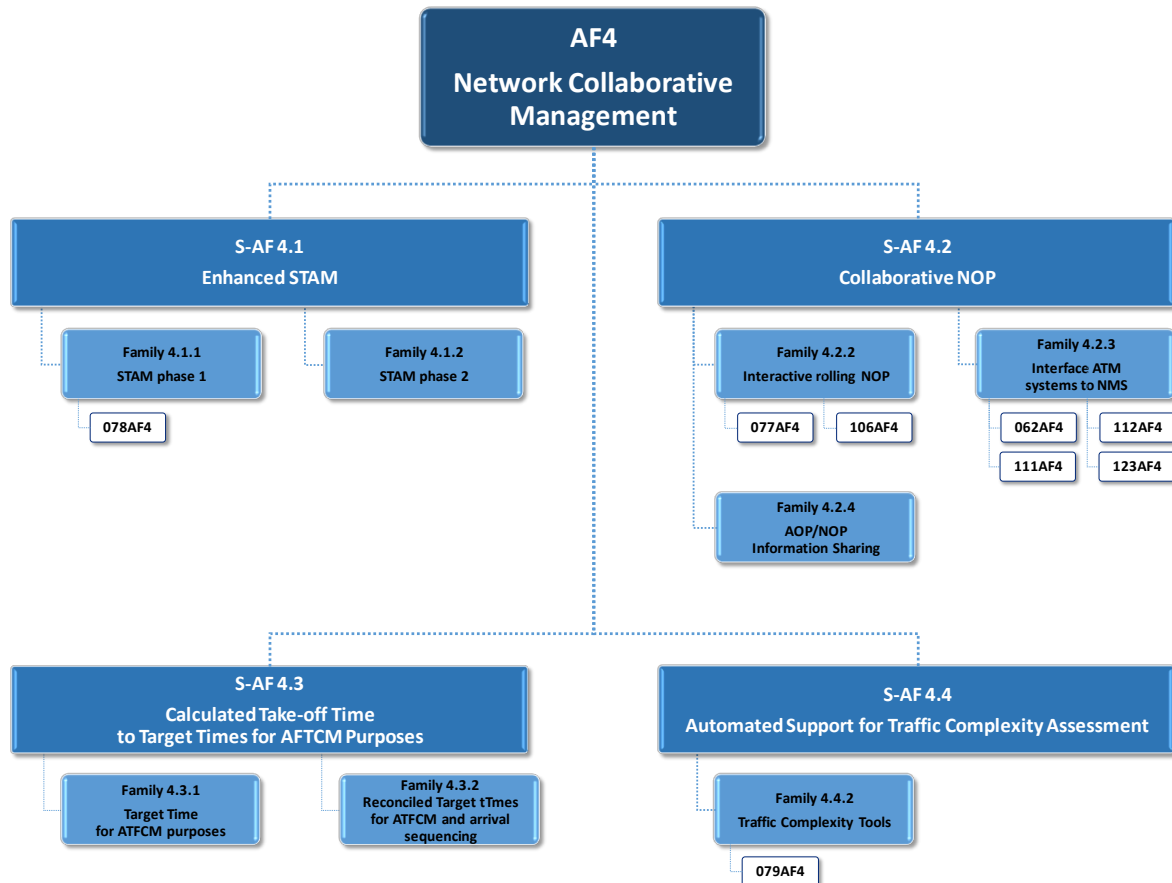 AF4
Network Collaborative
Management
S-AF 4.1
Enhanced STAM
Family 4.1.1
STAM phase 1
078AF4
Family 4.1.2
STAM phase 2
S-AF 4.2
Collaborative NOP
Family 4.2.2
Interactive rolling NOP
077AF4
106AF4
Family 4.2.3
Interface ATM
systems to NMS
062AF4
112AF4
111AF4
123AF4
Family 4.2.4
AOP/NOP
Information Sharing
S-AF 4.3
Calculated Take-off Time
to Target Times for AFTCM Purposes
Family 4.3.1
Target Time
for ATFCM purposes
Family 4.3.2
Reconciled Target tTmes
for ATFCM and arrival
sequencing
S-AF 4.4
Automated Support for Traffic Complexity Assessment
Family 4.4.2
Traffic Complexity Tools
079AF4